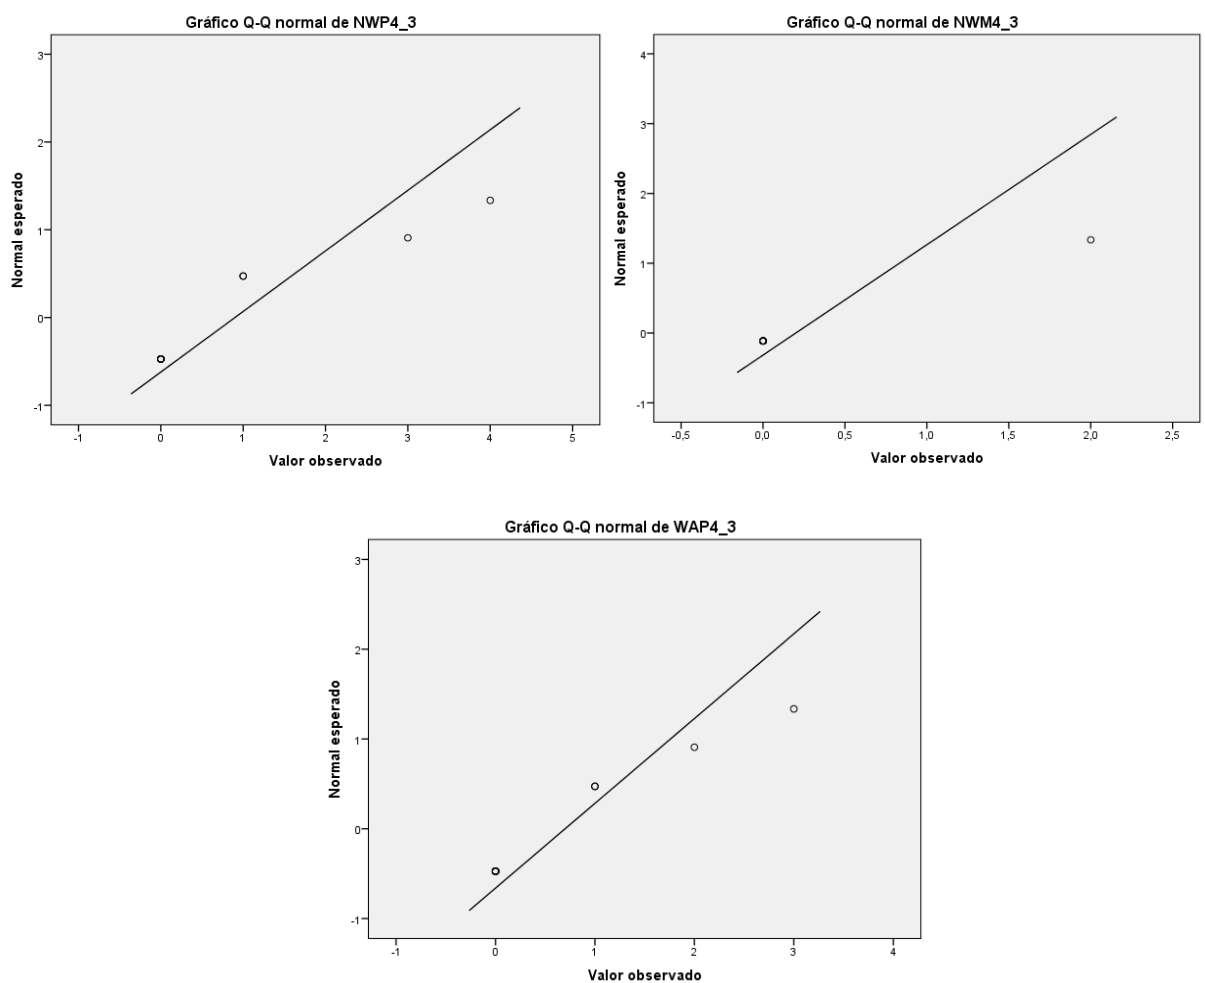 Gráfico Q-Q normal de NWP4_3
3
2
1
0
-1
Normal esperado
-1 0 1 2 3 4 5
Valor observado
Gráfico Q-Q normal de NWM4_3
4
3
2
1
0
-1
Normal esperado
-0,5 0,0 0,5 1,0 1,5 2,0 2,5
Valor observado
Gráfico Q-Q normal de WAP4_3
3
2
1
0
-1
Normal esperado
-1 0 1 2 3 4
Valor observado